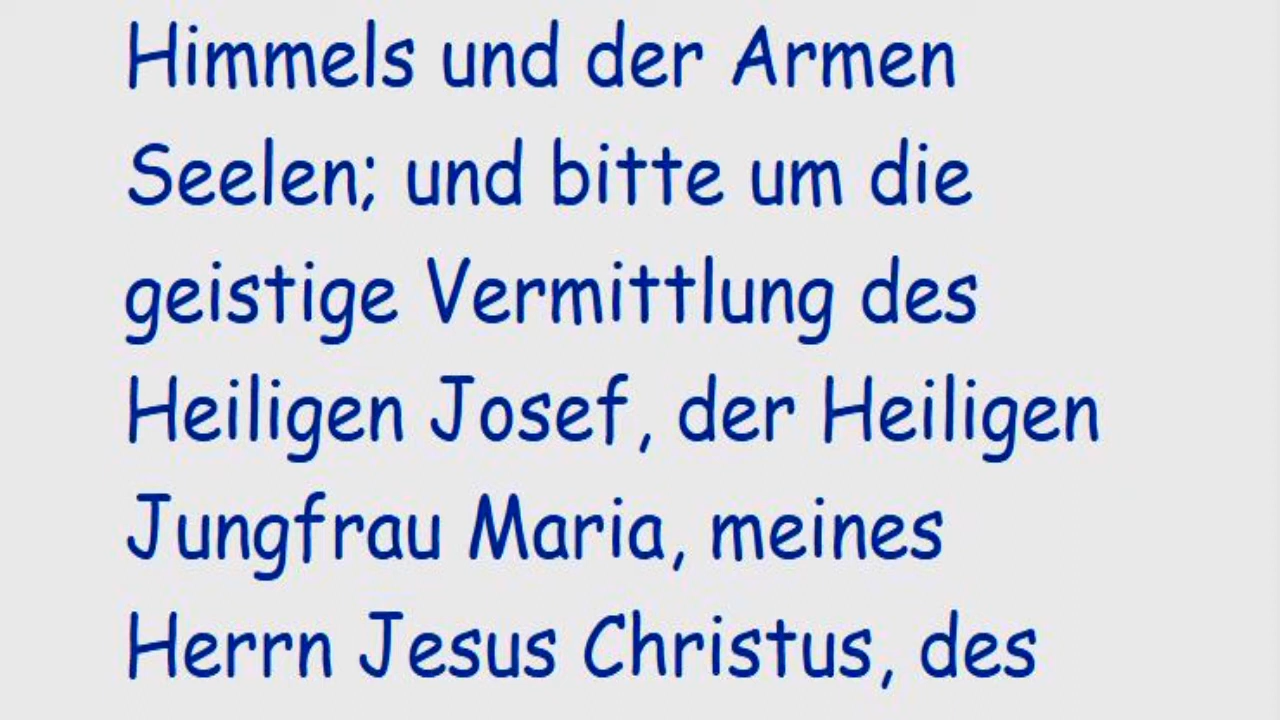 Himmels und der Armen
Seelen; und bitte um die
geistige Vermittlung des
Heiligen Josef, der Heiligen
Jungfrau Maria, meines
Herrn Jesus Christus, des